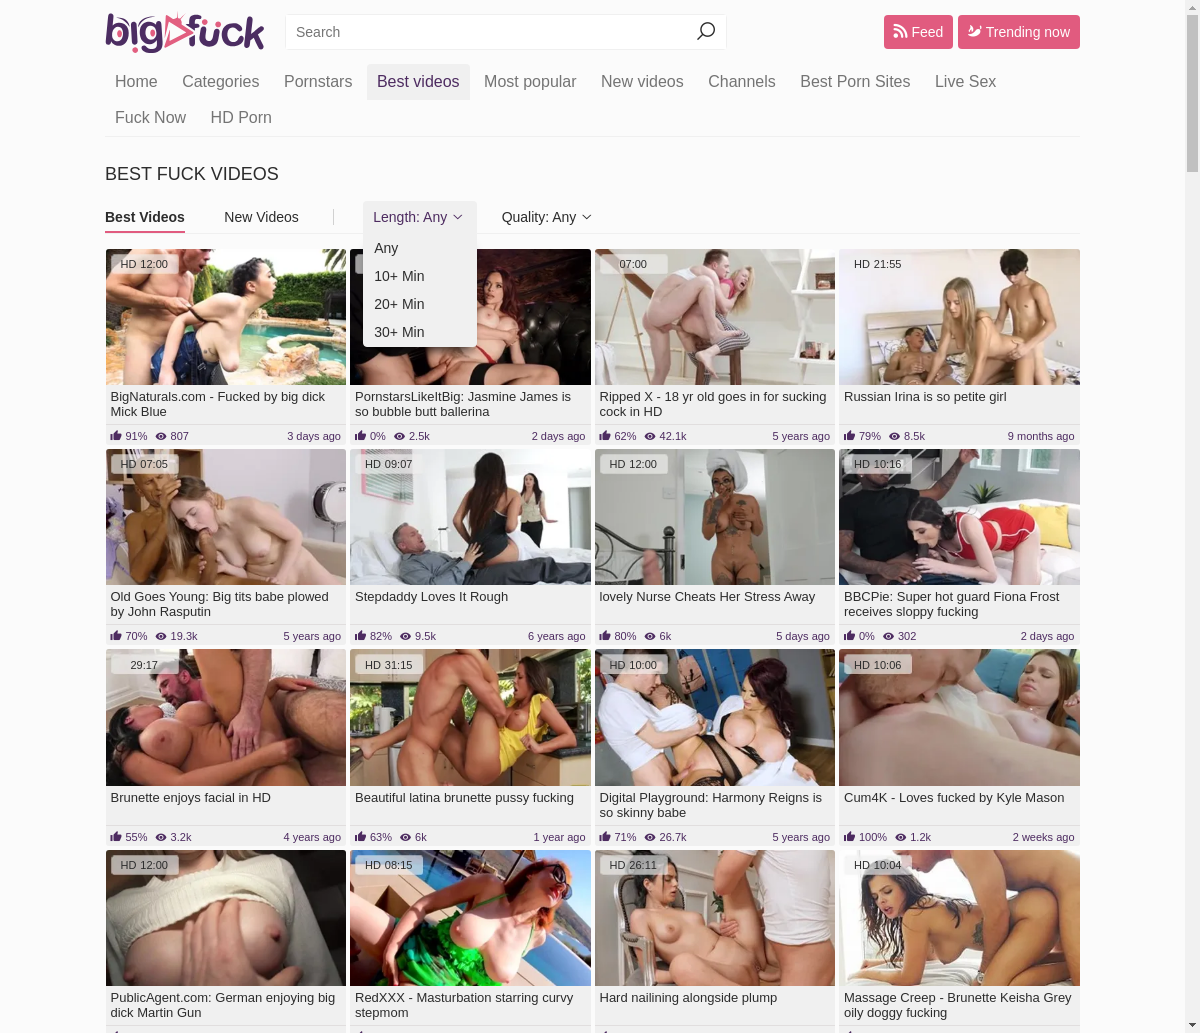 bigfuck
Search
Feed
Trending now
Home Categories Pornstars Best videos Most popular New videos Channels Best Porn Sites Live Sex
Fuck Now HD Porn
BEST FUCK VIDEOS
Best Videos New Videos Length: Any Quality: Any
Any
10+ Min
20+ Min
30+ Min
HD 12:00
07:00
HD 21:55
BigNaturals.com - Fucked by big dick
Mick Blue
PornstarsLikeItBig: Jasmine James is
so bubble butt ballerina
Ripped X - 18 yr old goes in for sucking
cock in HD
Russian Irina is so petite girl
91% 807 3 days ago
0% 2.5k 2 days ago
62% 42.1k 5 years ago
79% 8.5k 9 months ago
HD 07:05
HD 09:07
HD 12:00
HD 10:16
Old Goes Young: Big tits babe plowed
by John Rasputin
Stepdaddy Loves It Rough
lovely Nurse Cheats Her Stress Away
BBCPie: Super hot guard Fiona Frost
receives sloppy fucking
70% 19.3k 5 years ago
82% 9.5k 6 years ago
80% 6k 5 days ago
0% 302 2 days ago
29:17
HD 31:15
HD 10:00
HD 10:06
Brunette enjoys facial in HD
Beautiful latina brunette pussy fucking
Digital Playground: Harmony Reigns is
so skinny babe
Cum4K - Loves fucked by Kyle Mason
55% 3.2k 4 years ago
63% 6k 1 year ago
71% 26.7k 5 years ago
100% 1.2k 2 weeks ago
HD 12:00
HD 08:15
HD 26:11
HD 10:04
PublicAgent.com: German enjoying big
dick Martin Gun
RedXXX - Masturbation starring curvy
stepmom
Hard nailining alongside plump
Massage Creep - Brunette Keisha Grey
oily doggy fucking